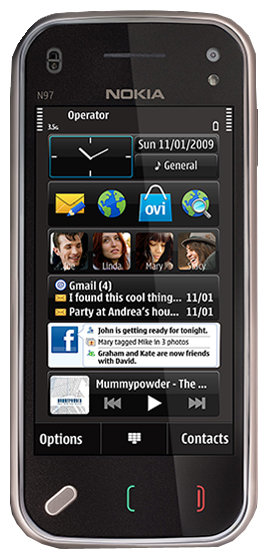 N97
NOKIA
Operator
3.5G
Sun 11/01/2009
♪ General
ovi
Linda
Mary
Gmail (4)
I found this cool thing... 11/01
Party at Andrea's hou... 11/01
John is getting ready for tonight.
Mary tagged Mike in 3 photos
Graham and Kate are now friends
with David.
Mummypowder - The ...
Options
Contacts